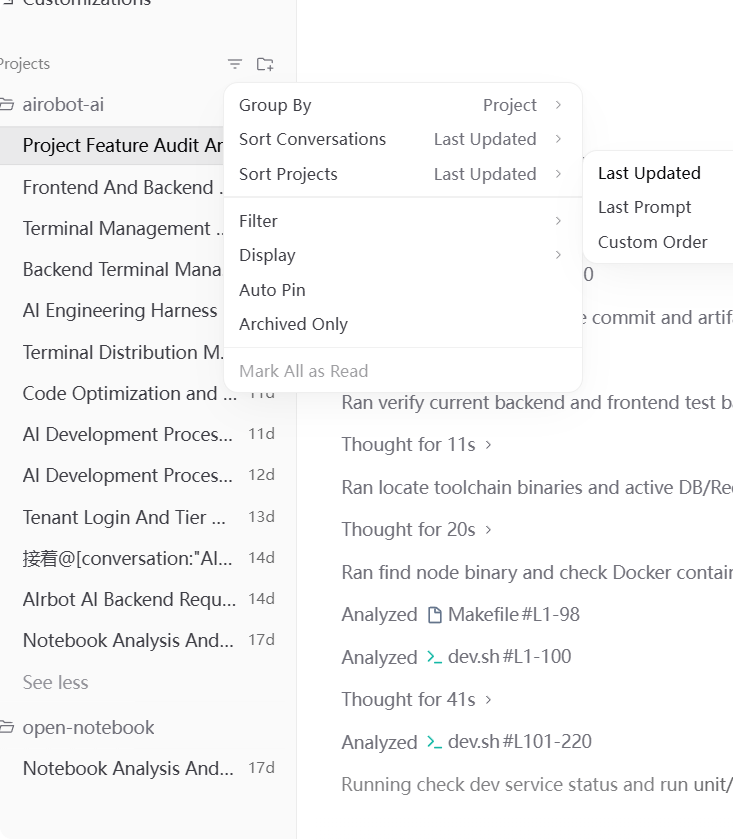 Customizations
Projects
airobot-ai
Project Feature Audit
Frontend And Backend
Terminal Management ..
Backend Terminal Mana
AI Engineering Harness
Terminal Distribution M.
Code Optimization and ... 11d
AI Development Proces... 11d
AI Development Proces... 12d
Tenant Login And Tier ... 13d
接着@[conversation:"AI... 14d
AIrbot AI Backend Requ... 14d
Notebook Analysis And... 17d
See less
open-notebook
Notebook Analysis And... 17d
Group By Project
Sort Conversations Last Updated
Sort Projects Last Updated
Filter
Display
Auto Pin
Archived Only
Mark All as Read
Last Updated
Last Prompt
Custom Order
0
commit and artif
Ran verify current backend and frontend test b
Thought for 11s
Ran locate toolchain binaries and active DB/Re
Thought for 20s
Ran find node binary and check Docker contain
Analyzed Makefile#L1-98
Analyzed dev.sh#L1-100
Thought for 41s
Analyzed dev.sh#L101-220
Running check dev service status and run unit/